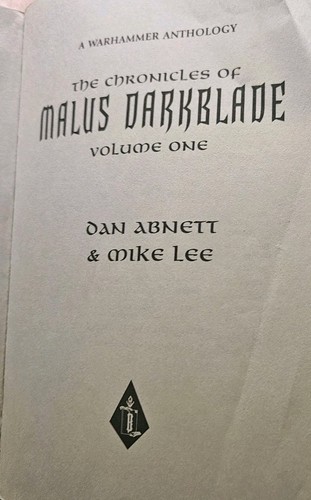 A WARHAMMER ANTHOLOGY
THE CHRONICLES OF
MALUS DARKBLADE
VOLUME ONE
DAN ABNETT
& MIKE LEE